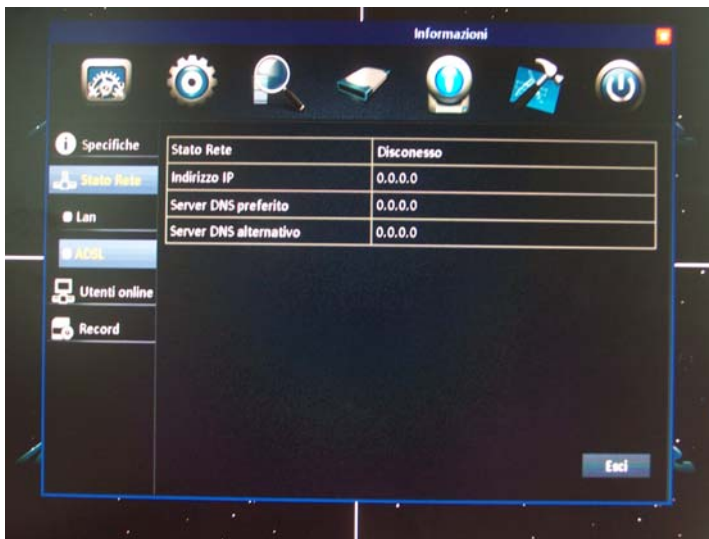 Informazioni
Specifiche
Stato Rete
Lan
ADSL
Utenti online
Record
Stato Rete Disconesso
Indirizzo IP 0.0.0.0
Server DNS preferito 0.0.0.0
Server DNS alternativo 0.0.0.0
Esci